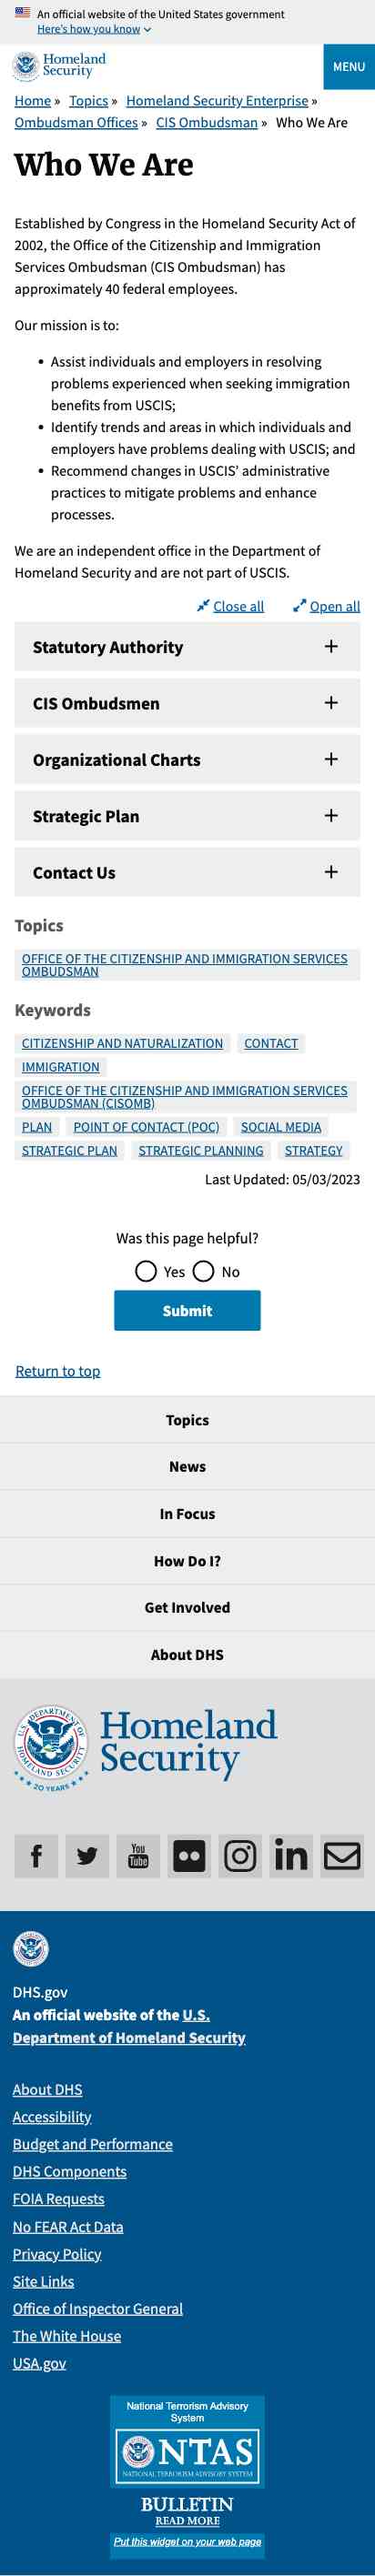 An official website of the United States government
Here's how you know
Homeland
Security
MENU
Home » Topics » Homeland Security Enterprise »
Ombudsman Offices » CIS Ombudsman » Who We Are
Who We Are
Established by Congress in the Homeland Security Act of
2002, the Office of the Citizenship and Immigration
Services Ombudsman (CIS Ombudsman) has
approximately 40 federal employees.
Our mission is to:
• Assist individuals and employers in resolving
problems experienced when seeking immigration
benefits from USCIS;
• Identify trends and areas in which individuals and
employers have problems dealing with USCIS; and
• Recommend changes in USCIS' administrative
practices to mitigate problems and enhance
processes.
We are an independent office in the Department of
Homeland Security and are not part of USCIS.
Close all Open all
Statutory Authority
CIS Ombudsmen
Organizational Charts
Strategic Plan
Contact Us
Topics
OFFICE OF THE CITIZENSHIP AND IMMIGRATION SERVICES
OMBUDSMAN
Keywords
CITIZENSHIP AND NATURALIZATION CONTACT
IMMIGRATION
OFFICE OF THE CITIZENSHIP AND IMMIGRATION SERVICES
OMBUDSMAN (CISOMB)
PLAN POINT OF CONTACT (POC) SOCIAL MEDIA
STRATEGIC PLAN STRATEGIC PLANNING STRATEGY
Last Updated: 05/03/2023
Was this page helpful?
Yes No
Submit
Return to top
Topics
News
In Focus
How Do I?
Get Involved
About DHS
U.S. DEPARTMENT OF HOMELAND SECURITY
20 YEARS
Homeland
Security
You
Tube
DHS.gov
An official website of the U.S.
Department of Homeland Security
About DHS
Accessibility
Budget and Performance
DHS Components
FOIA Requests
No FEAR Act Data
Privacy Policy
Site Links
Office of Inspector General
The White House
USA.gov
National Terrorism Advisory
System
NTAS
NATIONAL TERRORISM ADVISORY SYSTEM
BULLETIN
READ MORE
Put this widget on your web page